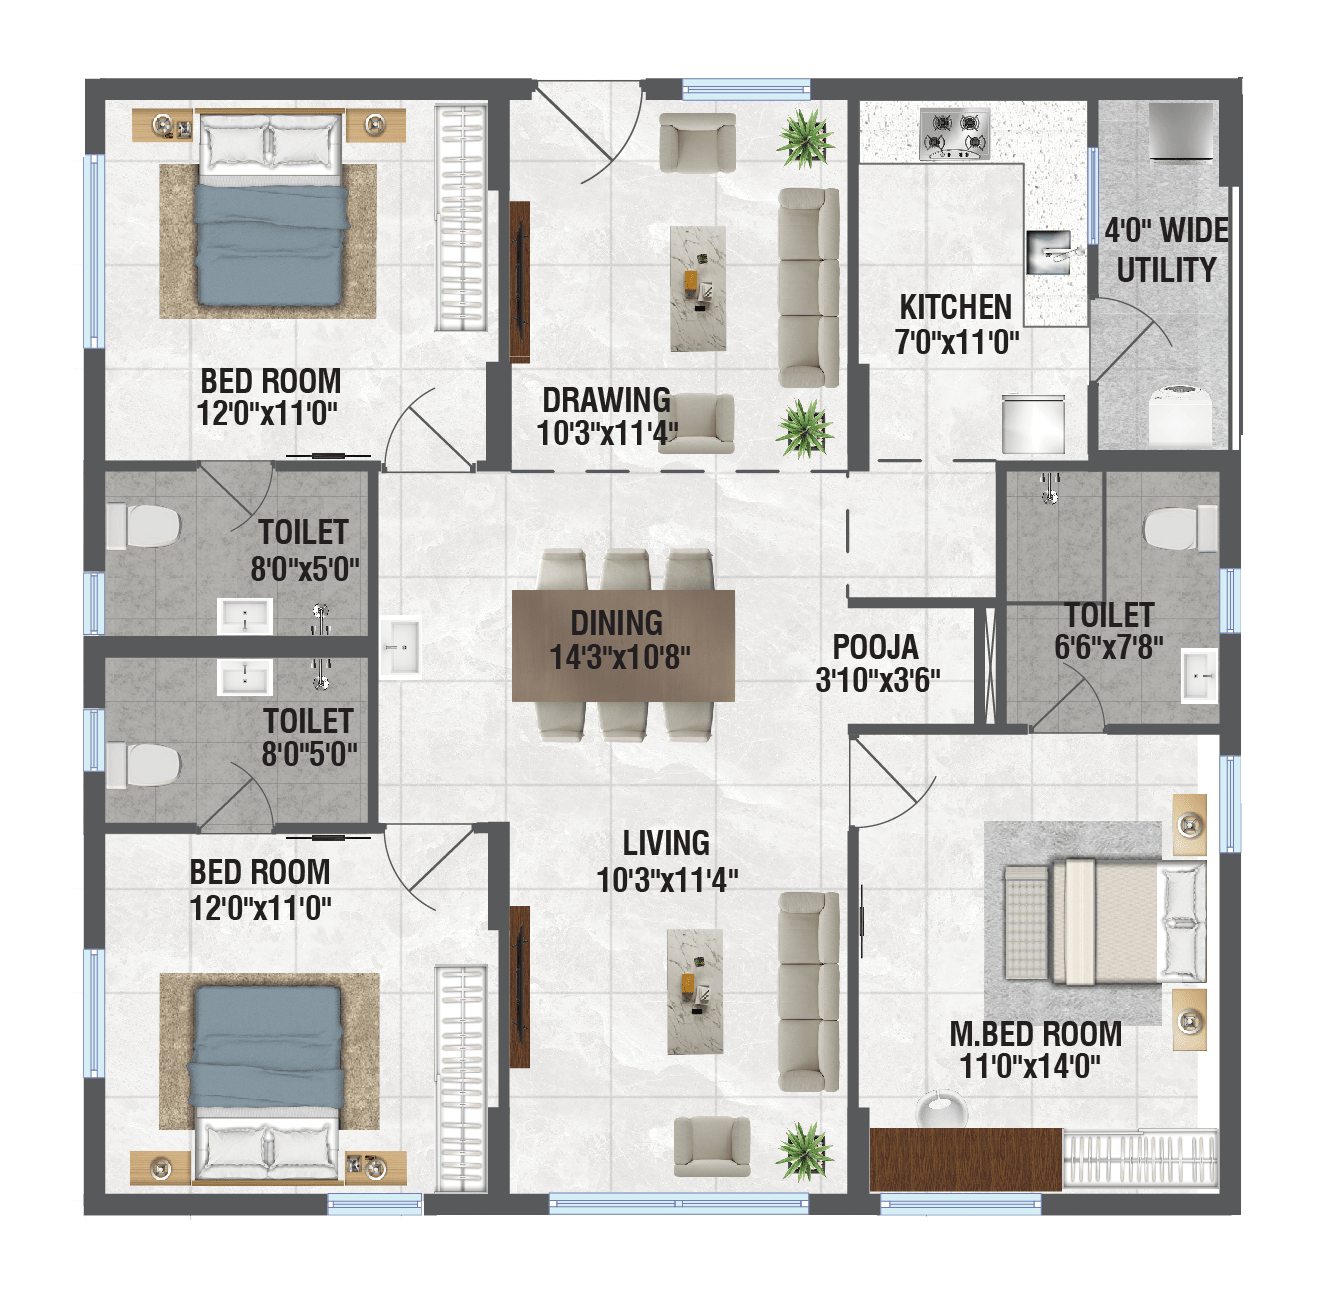 4'0" WIDE
UTILITY
KITCHEN
7'0"x11'0"
BED ROOM
12'0"x11'0"
DRAWING
10'3"x11'4"
TOILET
8'0"x5'0"
DINING
14'3"x10'8"
POOJA
3'10"x3'6"
TOILET
6'6"x7'8"
TOILET
8'0"5'0"
LIVING
10'3"x11'4"
BED ROOM
12'0"x11'0"
M.BED ROOM
11'0"x14'0"